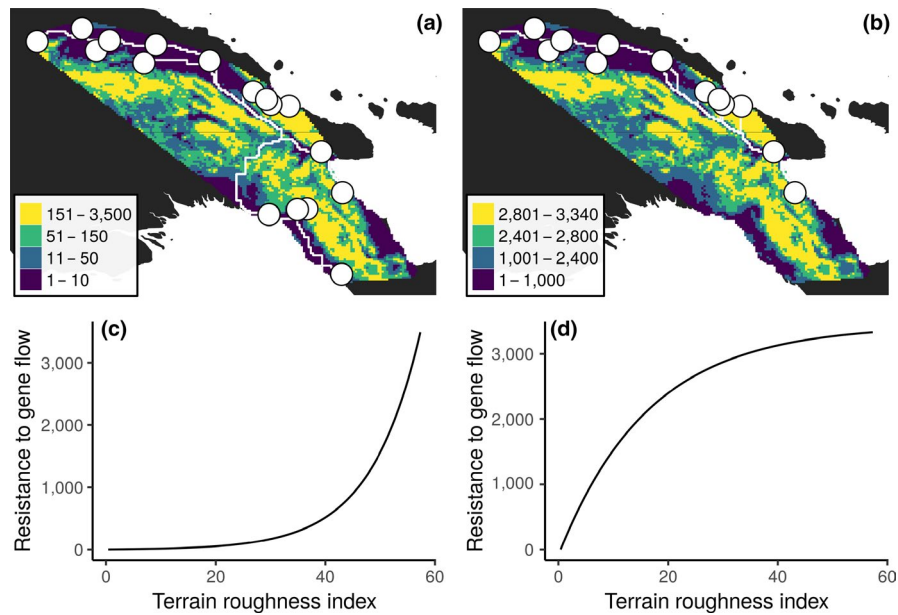 (a)
151 – 3,500
51 – 150
11 – 50
1 – 10
(b)
2,801 – 3,340
2,401 – 2,800
1,001 – 2,400
1 – 1,000
(c)
Resistance to gene flow
3,000
2,000
1,000
0
0 20 40 60
Terrain roughness index
(d)
Resistance to gene flow
3,000
2,000
1,000
0
0 20 40 60
Terrain roughness index